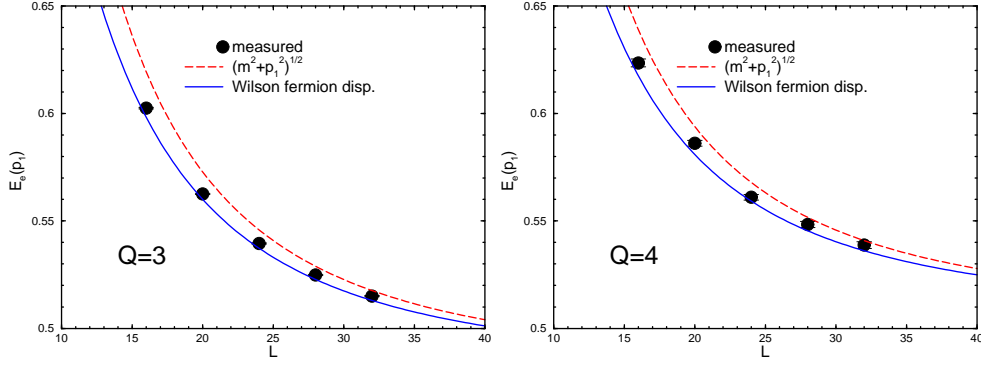 0.65
measured
(m²+p₁²)^1/2
Wilson fermion disp.
0.6
Eₑ(p₁)
0.55
Q=3
0.5
10 15 20 25 30 35 40
L
0.65
measured
(m²+p₁²)^1/2
Wilson fermion disp.
0.6
Eₑ(p₁)
0.55
Q=4
0.5
10 15 20 25 30 35 40
L